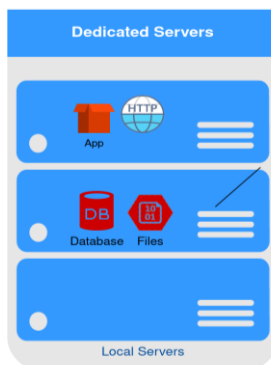 Dedicated Servers
HTTP
App
DB
10
01
Database Files
Local Servers